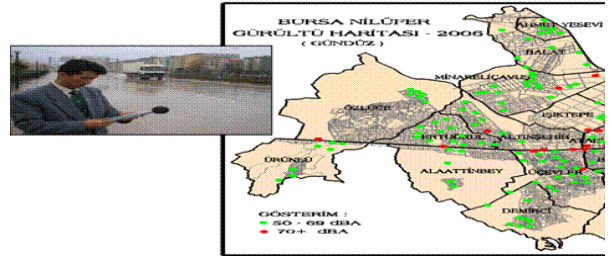 BURSA NİLÜFER
GÜRÜLTÜ HARİTASI - 2006
( GÜNDÜZ )
AHMET YESEVİ
BALAT
MİNARELİÇAVUŞ
ÖZLÜCE
IŞIKTEPE
ERTUĞRUL
ALTINŞEHİR
ÜRÜNLÜ
ALAATTİNBEY
ÜÇEVLER
DEMİRCİ
GÖSTERİM :
50 - 69 dBA
70+ dBA